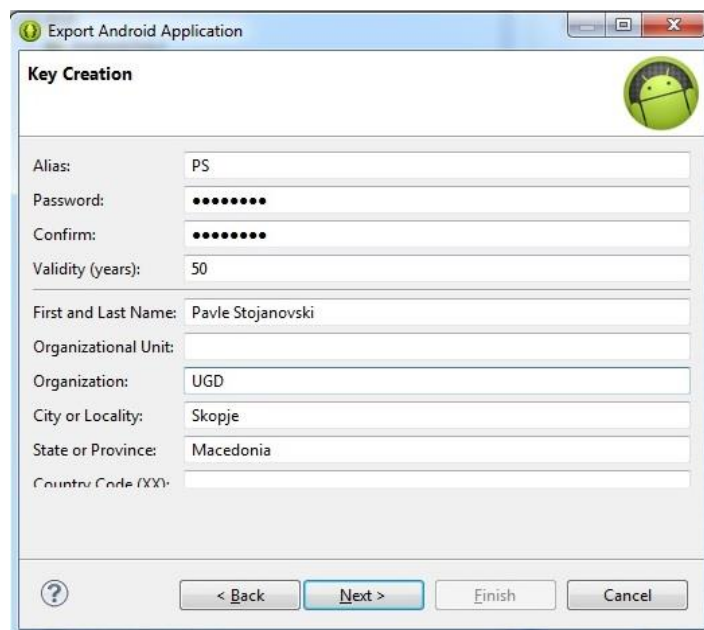 Export Android Application
Key Creation
Alias: PS
Password: ●●●●●●●●
Confirm: ●●●●●●●●
Validity (years): 50
First and Last Name: Pavle Stojanovski
Organizational Unit:
Organization: UGD
City or Locality: Skopje
State or Province: Macedonia
Country Code (XX):
?
< Back
Next >
Finish
Cancel